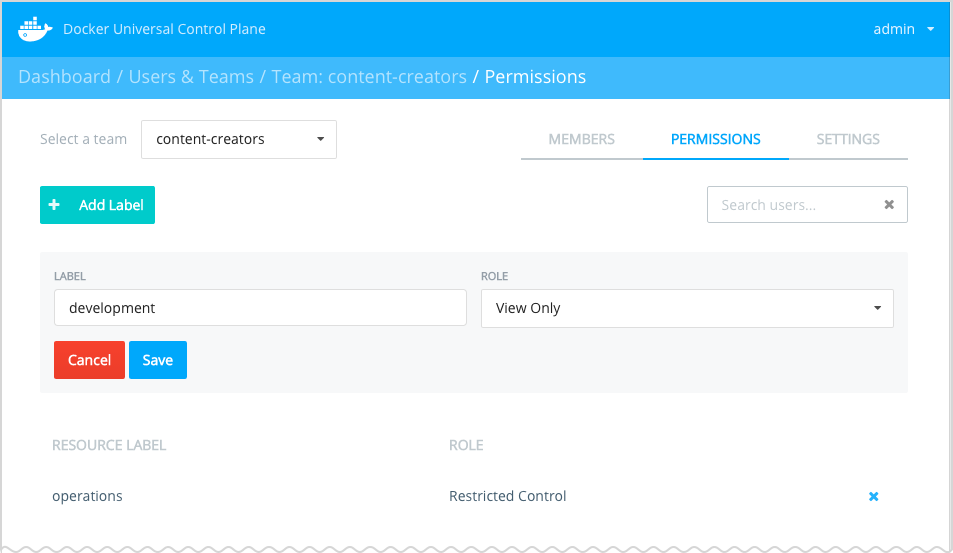 Docker Universal Control Plane
admin
Dashboard / Users & Teams / Team: content-creators / Permissions
Select a team
content-creators
MEMBERS
PERMISSIONS
SETTINGS
+ Add Label
Search users...
LABEL
ROLE
development
View Only
Cancel
Save
RESOURCE LABEL
ROLE
operations
Restricted Control